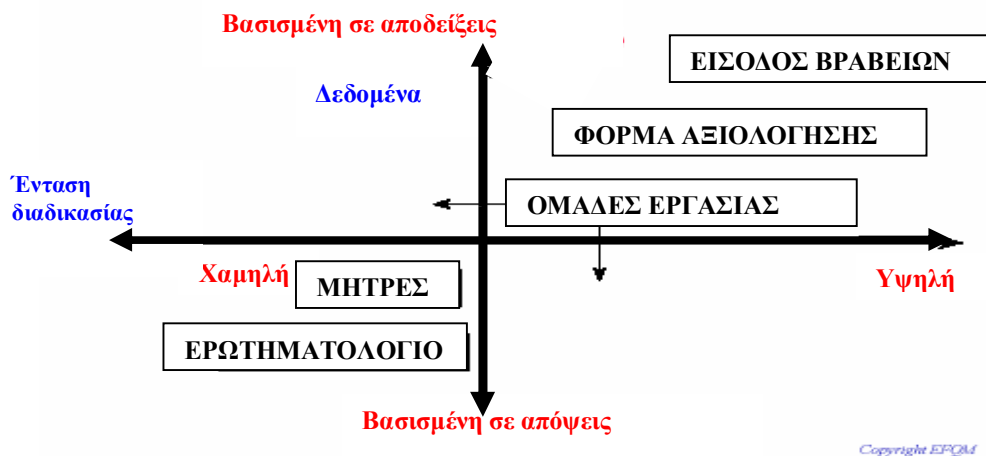 Βασισμένη σε αποδείξεις
ΕΙΣΟΔΟΣ ΒΡΑΒΕΙΩΝ
Δεδομένα
ΦΟΡΜΑ ΑΞΙΟΛΟΓΗΣΗΣ
Ένταση
διαδικασίας
ΟΜΑΔΕΣ ΕΡΓΑΣΙΑΣ
Χαμηλή
ΜΗΤΡΕΣ
Υψηλή
ΕΡΩΤΗΜΑΤΟΛΟΓΙΟ
Βασισμένη σε απόψεις
Copyright EFQM